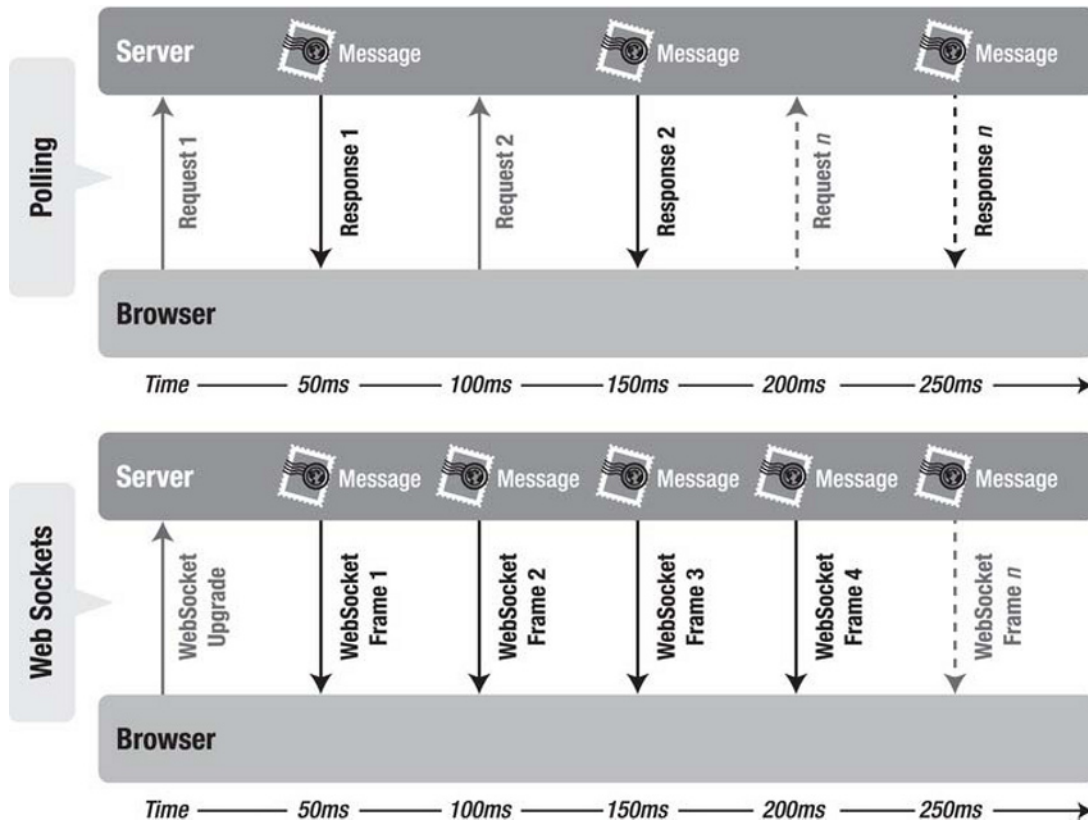 Polling
Server
Message
Message
Message
Request 1
Response 1
Request 2
Response 2
Request n
Response n
Browser
Time
50ms
100ms
150ms
200ms
250ms
Web Sockets
Server
Message
Message
Message
Message
Message
WebSocket
Upgrade
WebSocket
Frame 1
WebSocket
Frame 2
WebSocket
Frame 3
WebSocket
Frame 4
WebSocket
Frame n
Browser
Time
50ms
100ms
150ms
200ms
250ms